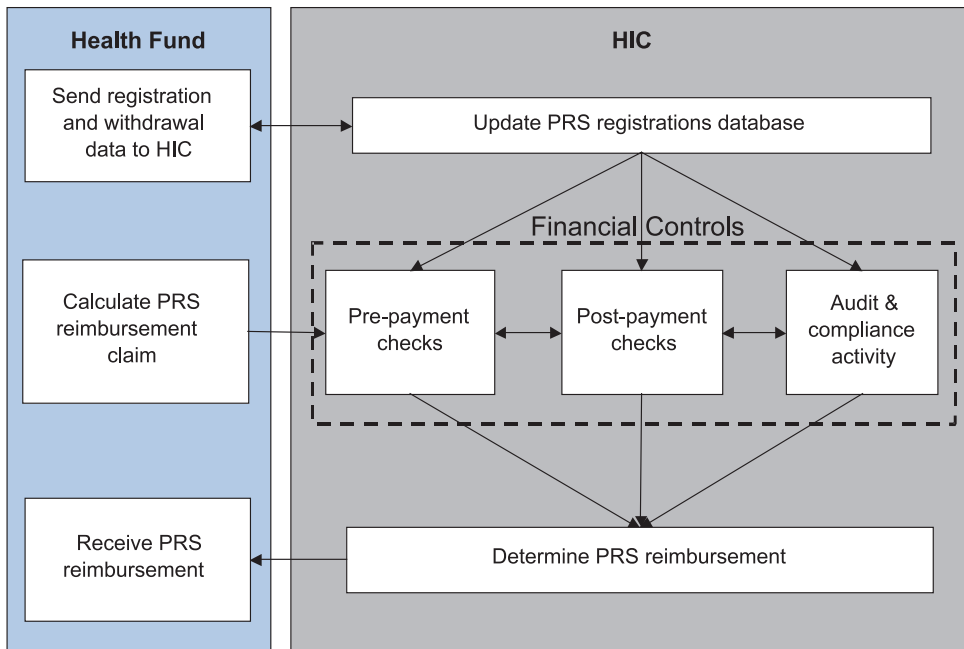 Health Fund
Send registration
and withdrawal
data to HIC
Calculate PRS
reimbursement
claim
Receive PRS
reimbursement
HIC
Update PRS registrations database
Financial Controls
Pre-payment
checks
Post-payment
checks
Audit &
compliance
activity
Determine PRS reimbursement